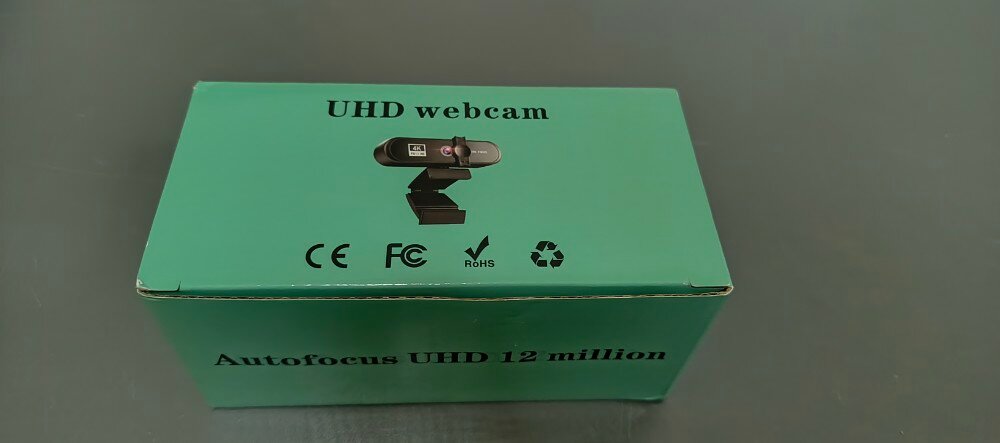 UHD webcam
4K
CE FC RoHS
Autofocus UHD 12 million